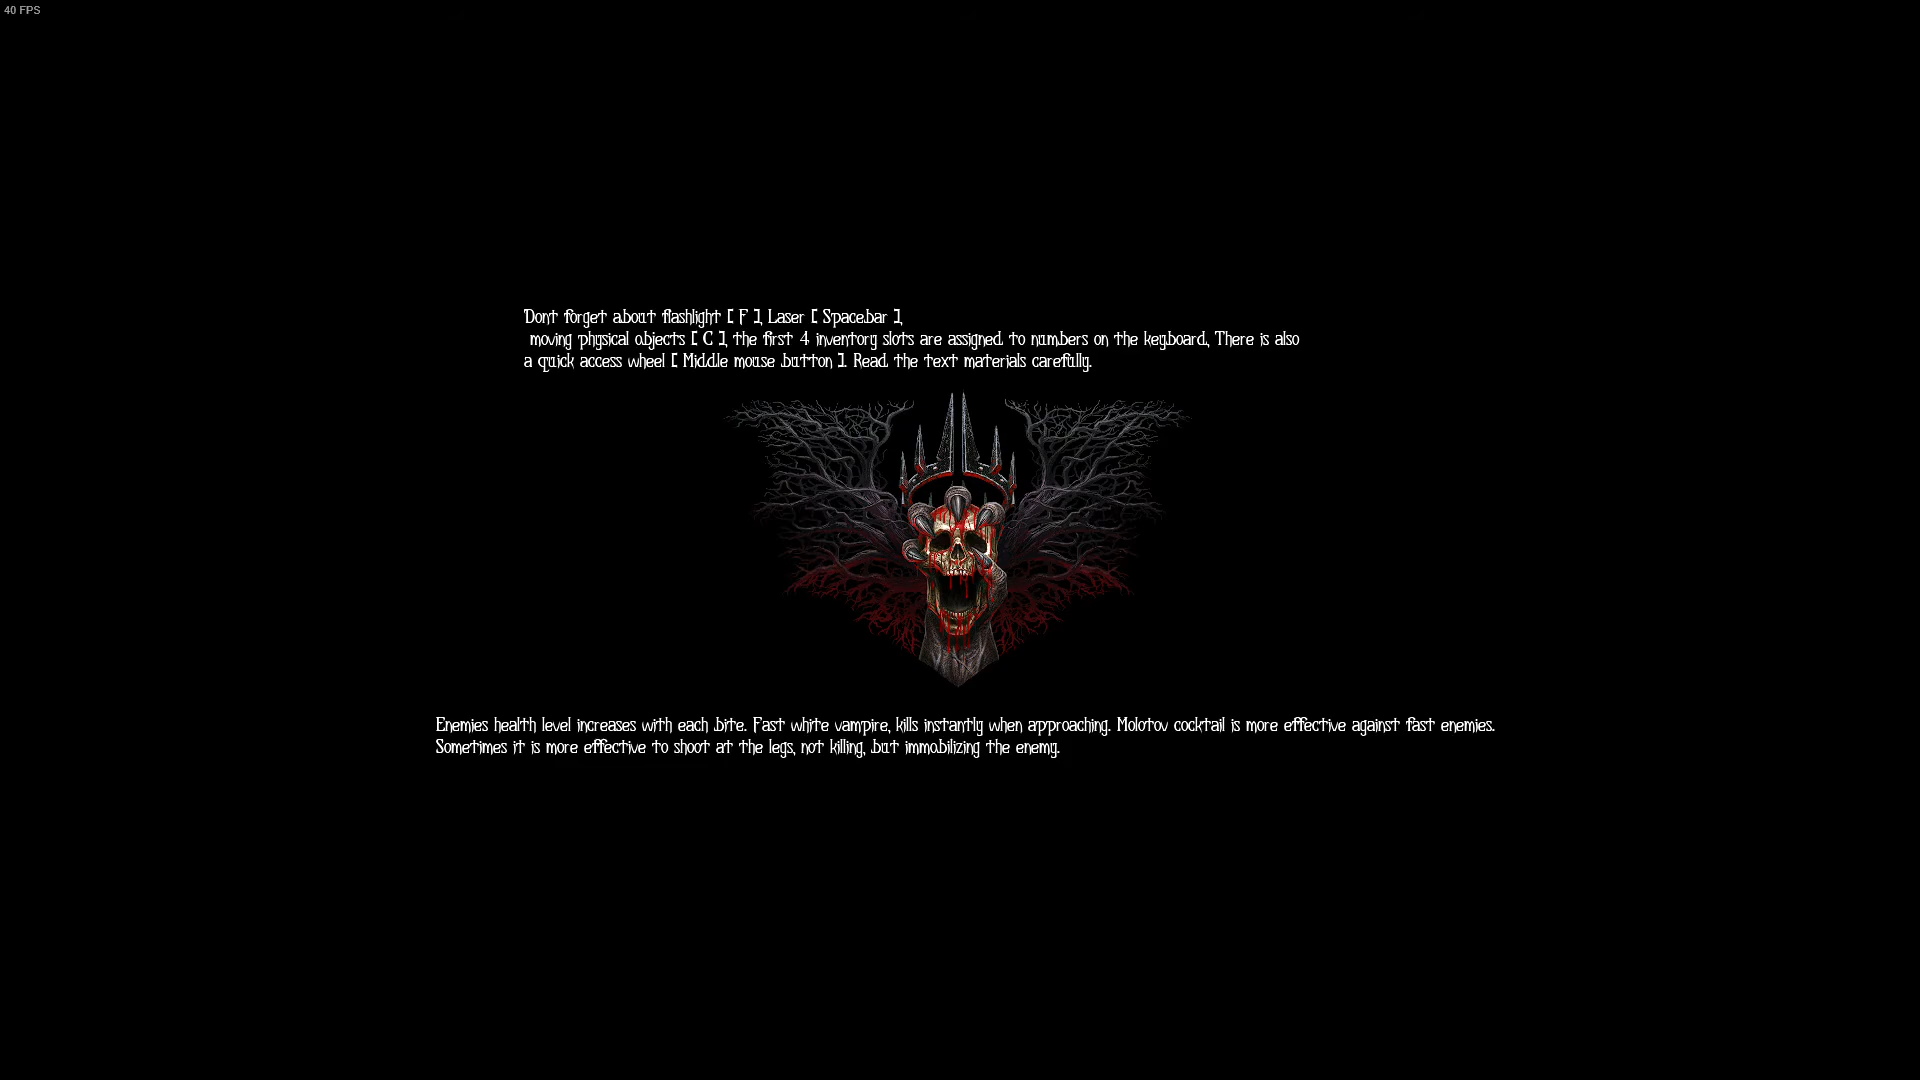 40 FPS
Dont forget about flashlight [ F ], Laser [ Spacebar ],
moving physical objects [ C ], the first 4 inventory slots are assigned to numbers on the keyboard, There is also
a quick access wheel [ Middle mouse button ]. Read the text materials carefully.
Enemies health level increases with each bite. Fast white vampire, kills instantly when approaching. Molotov cocktail is more effective against fast enemies.
Sometimes it is more effective to shoot at the legs, not killing, but immobilizing the enemy.